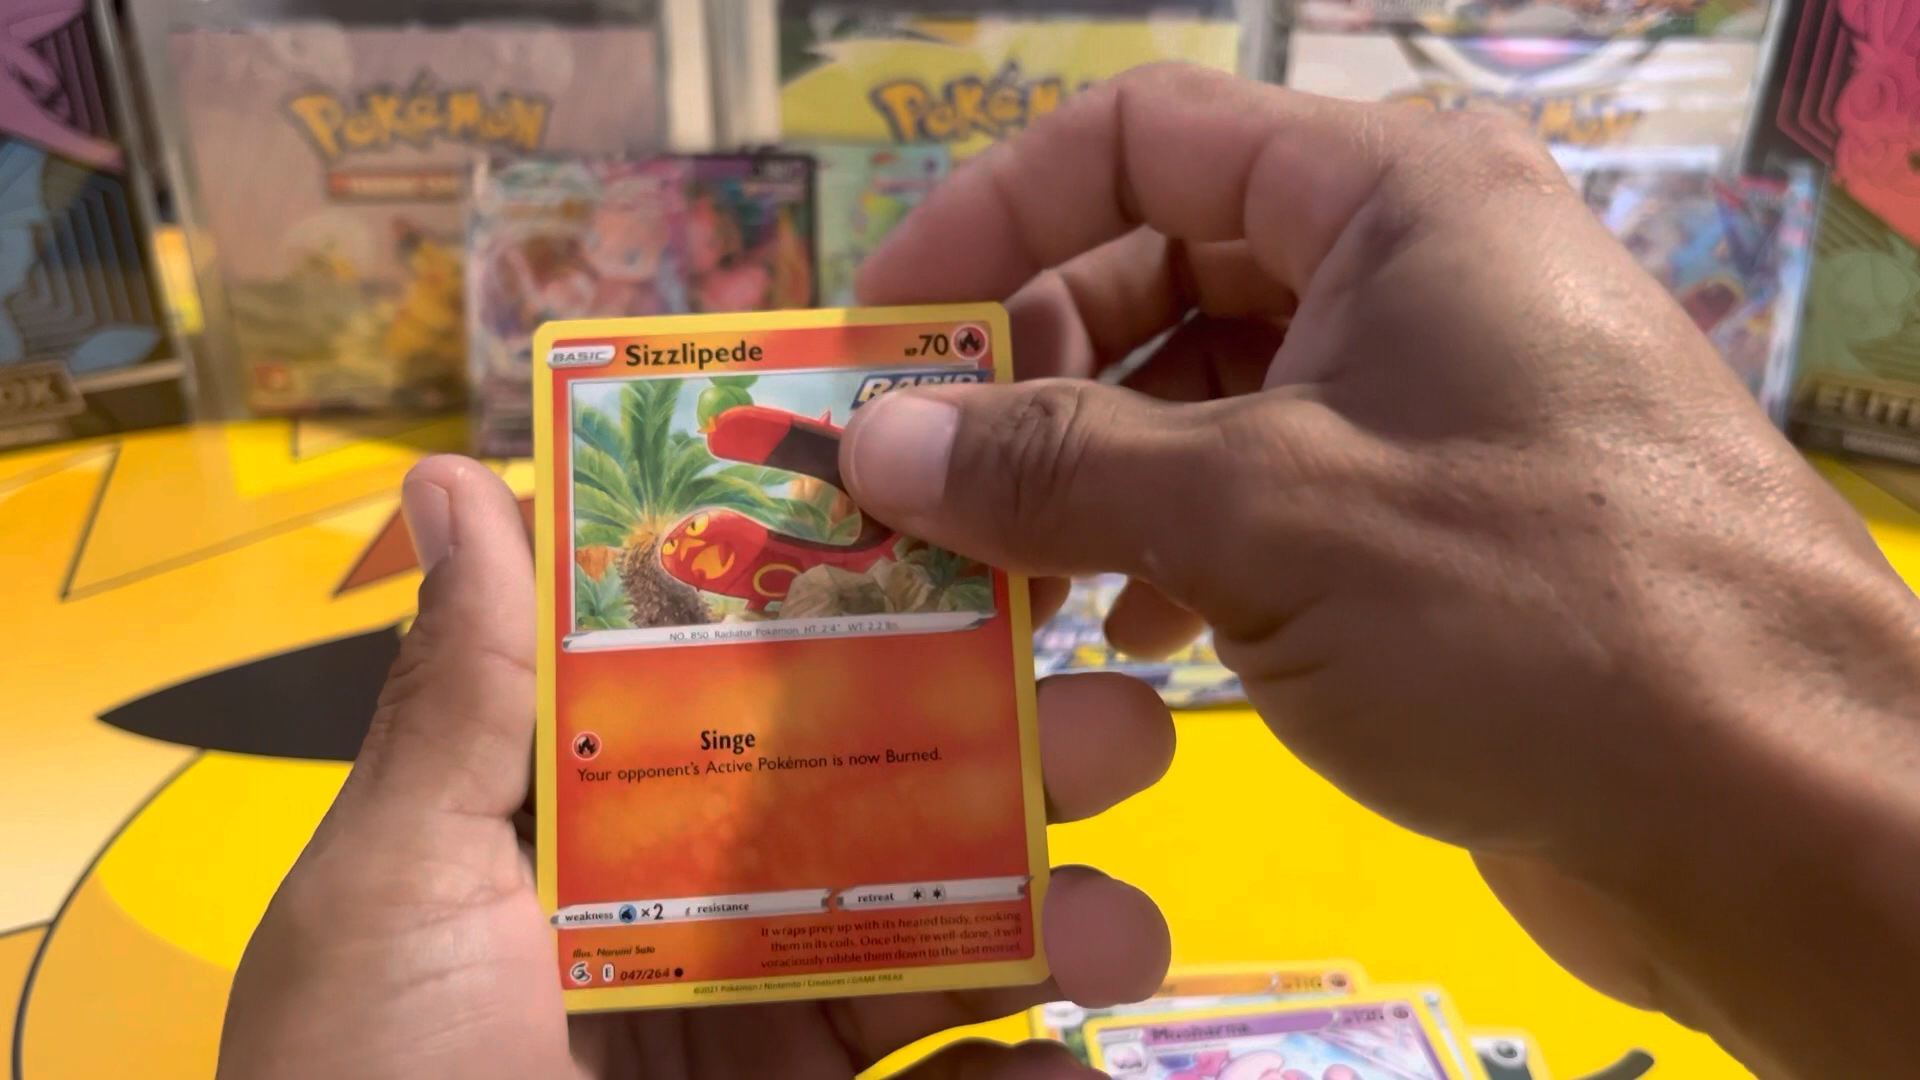 Pokémon
Pokém
BASIC Sizzlipede HP70
NO. 850 Radiator Pokémon HT: 2'4" WT: 2.2 lbs.
Singe
Your opponent's Active Pokémon is now Burned.
weakness ×2 resistance retreat
It wraps prey up with its heated body, cooking
them in its coils. Once they're well-done, it will
voraciously nibble them down to the last morsel.
Illus. Narumi Sato
E 047/264
©2021 Pokémon / Nintendo / Creatures / GAME FREAK